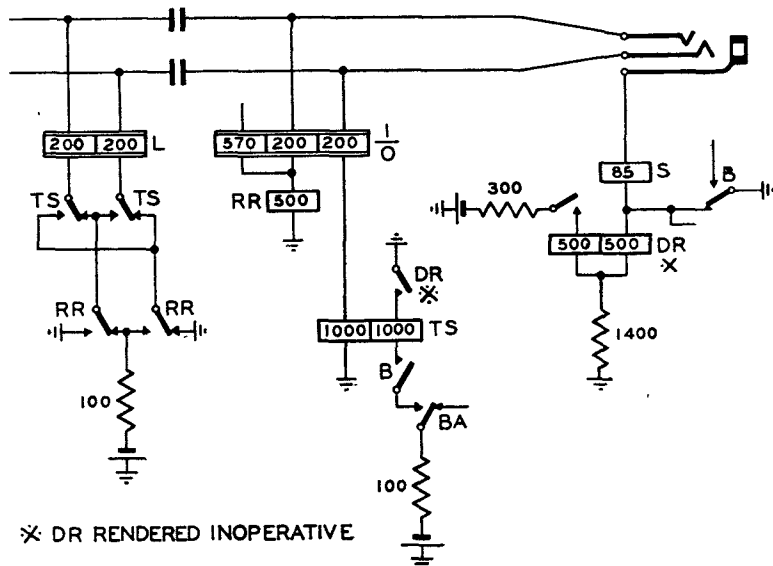 200 200 L
570 200 200 I/O
TS TS
RR 500
85 S
B
300
500 500 DR
※
RR RR
DR
※
1000 1000 TS
1400
100
B
BA
100
※ DR RENDERED INOPERATIVE